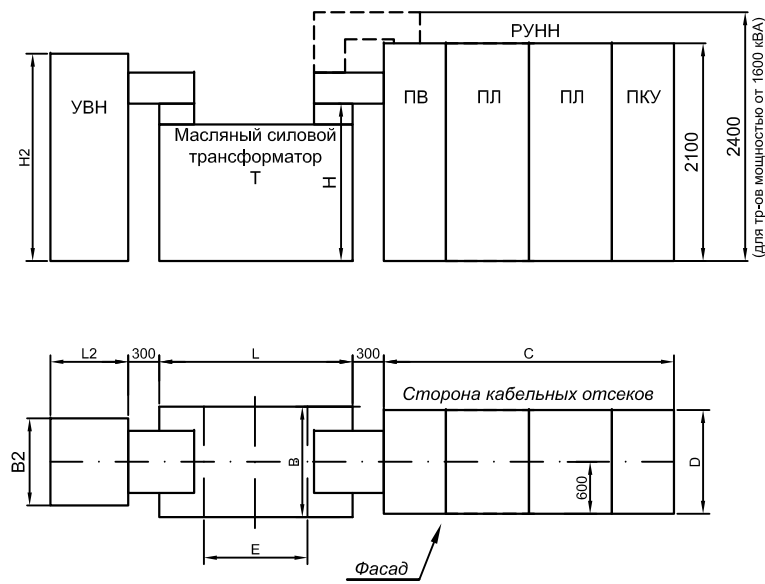 РУНН
УВН
ПВ
ПЛ
ПЛ
ПКУ
Масляный силовой
трансформатор
Т
H2
H
2100
2400
(для тр-ов мощностью от 1600 кВА)
L2
300
L
300
C
Сторона кабельных отсеков
B2
B
D
600
E
Фасад